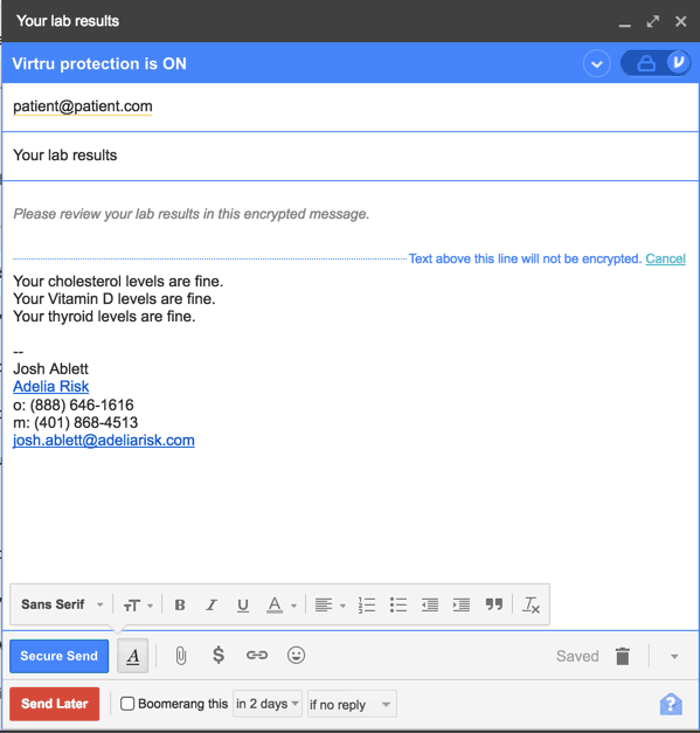 Your lab results
Virtru protection is ON
patient@patient.com
Your lab results
Please review your lab results in this encrypted message.
Text above this line will not be encrypted. Cancel
Your cholesterol levels are fine.
Your Vitamin D levels are fine.
Your thyroid levels are fine.
--
Josh Ablett
Adelia Risk
o: (888) 646-1616
m: (401) 868-4513
josh.ablett@adeliarisk.com
Sans Serif
Secure Send Saved
Send Later Boomerang this in 2 days if no reply